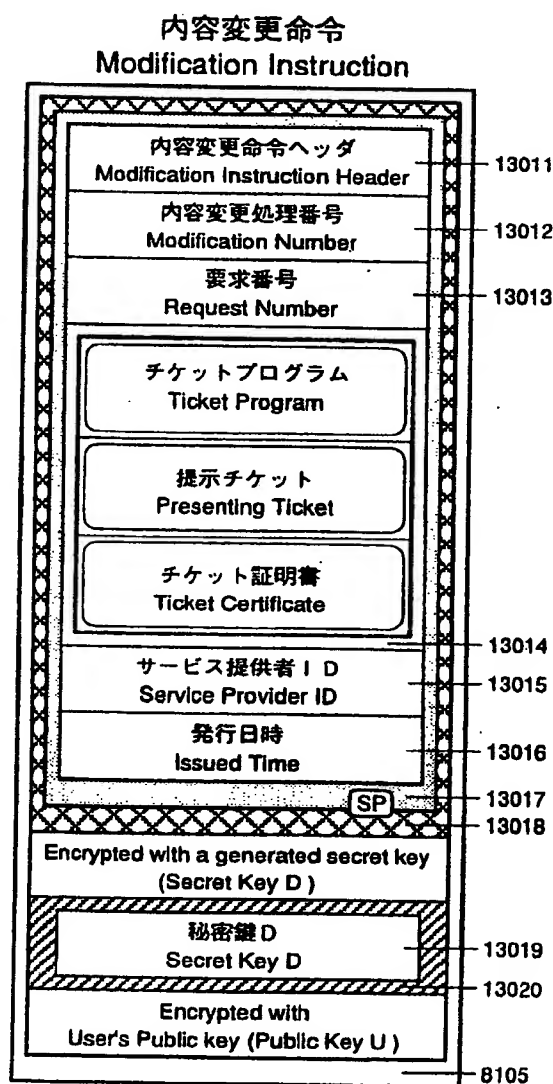 内容変更命令
Modification Instruction
内容変更命令ヘッダ
Modification Instruction Header
13011
内容変更処理番号
Modification Number
13012
要求番号
Request Number
13013
チケットプログラム
Ticket Program
提示チケット
Presenting Ticket
チケット証明書
Ticket Certificate
13014
サービス提供者ID
Service Provider ID
13015
発行日時
Issued Time
13016
SP
13017
13018
Encrypted with a generated secret key
(Secret Key D )
秘密鍵D
Secret Key D
13019
13020
Encrypted with
User's Public key (Public Key U )
8105